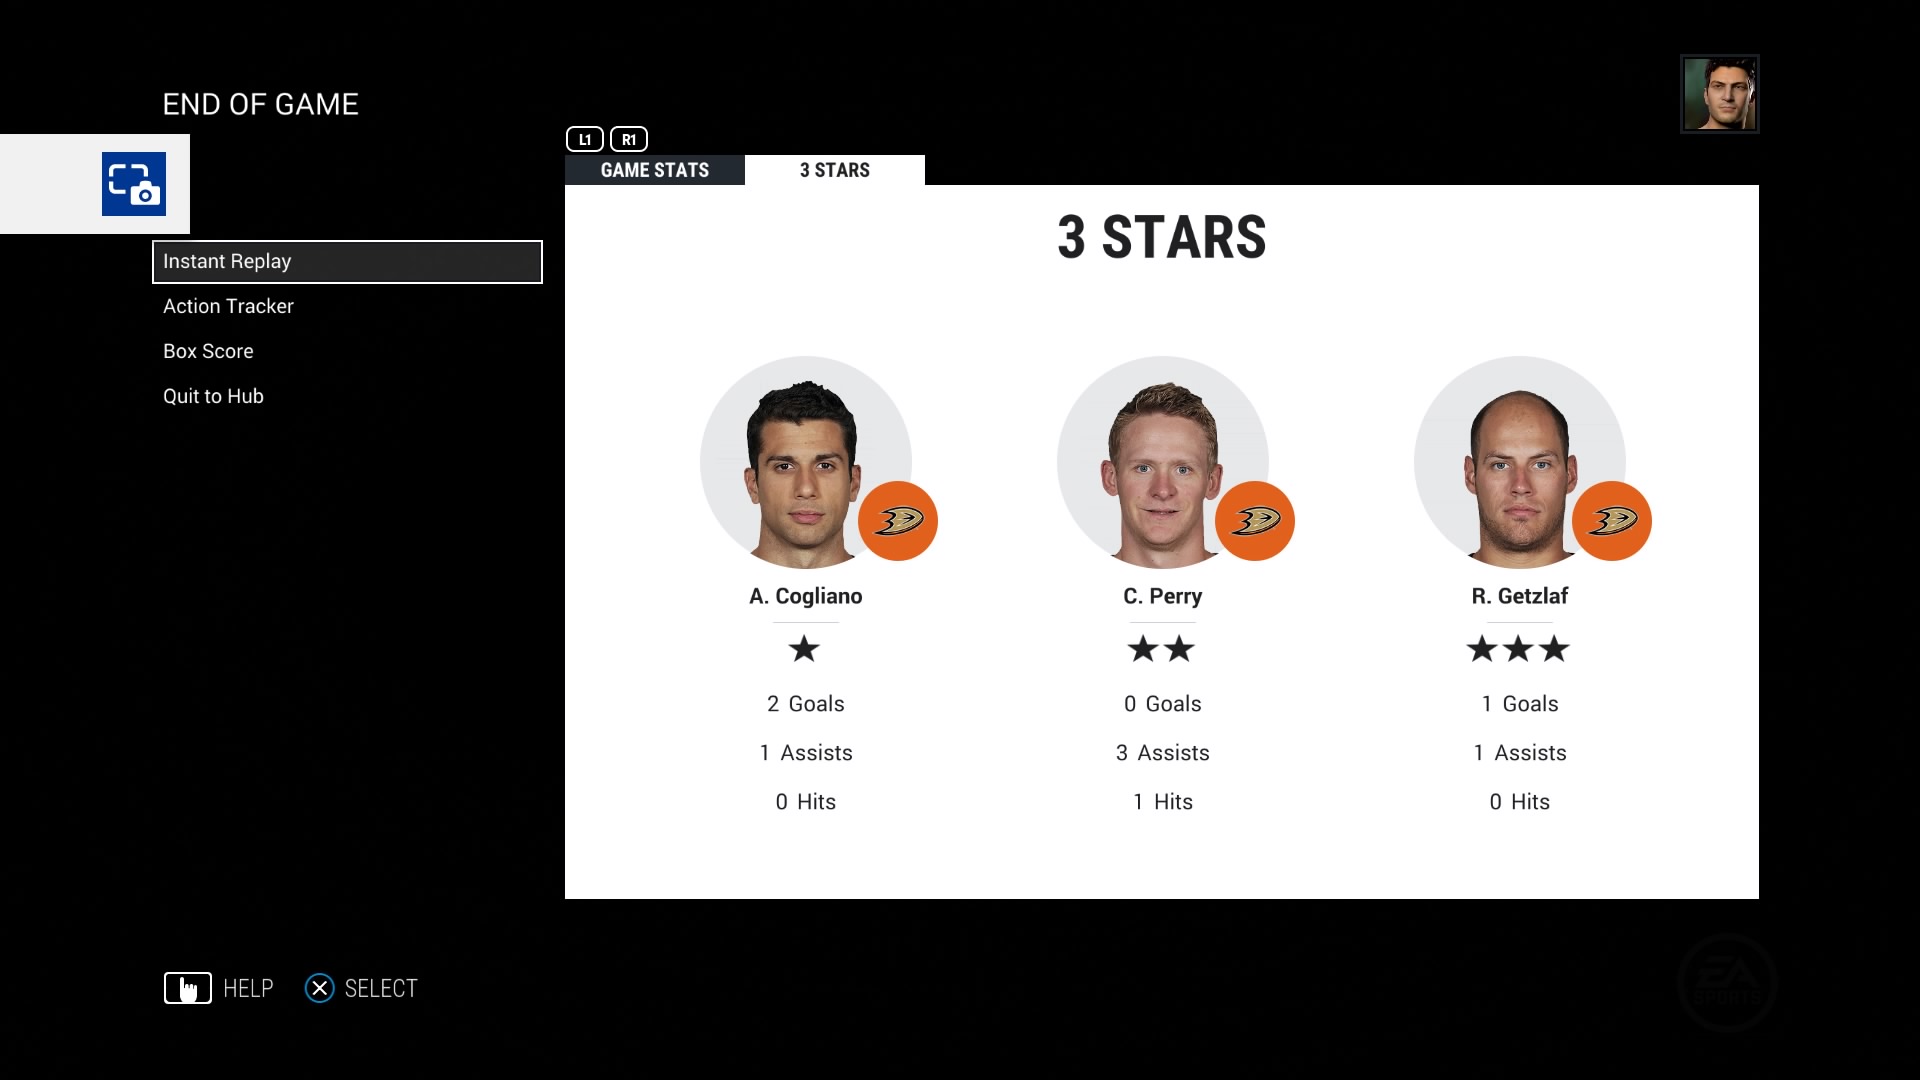 END OF GAME
L1 R1
GAME STATS 3 STARS
Instant Replay
Action Tracker
Box Score
Quit to Hub
3 STARS
A. Cogliano C. Perry R. Getzlaf
2 Goals 0 Goals 1 Goals
1 Assists 3 Assists 1 Assists
0 Hits 1 Hits 0 Hits
HELP SELECT
EA
SPORTS